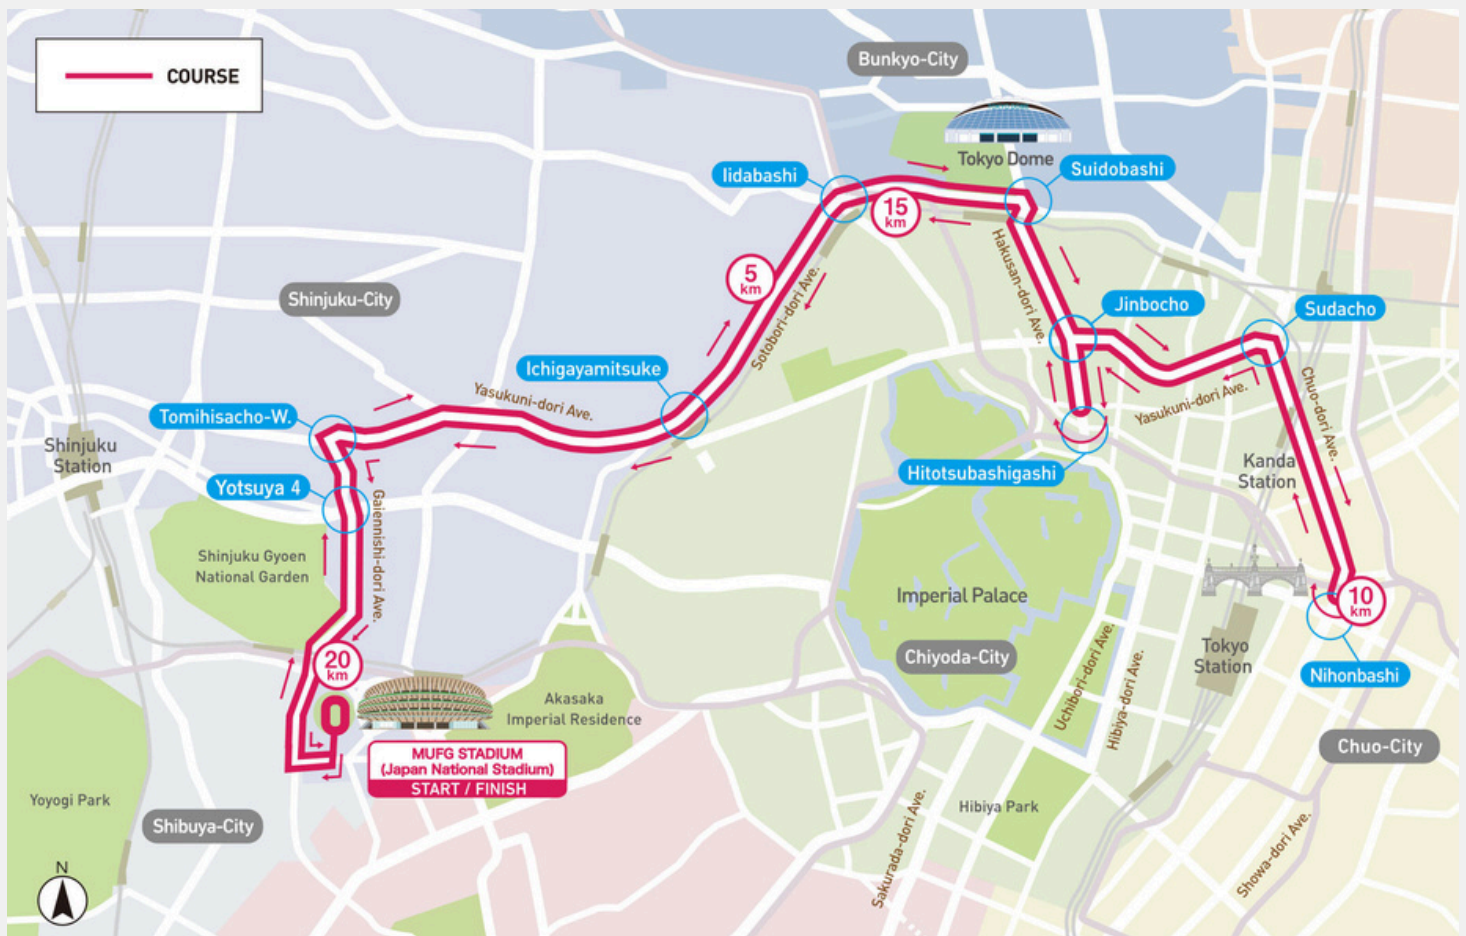 COURSE
Bunkyo-City
Tokyo Dome
Suidobashi
Iidabashi
15
km
Hakusan-dori Ave.
5
km
Sotobori-dori Ave.
Shinjuku-City
Jinbocho
Sudacho
Ichigayamitsuke
Yasukuni-dori Ave.
Yasukuni-dori Ave.
Chuo-dori Ave.
Tomihisacho-W.
Shinjuku
Station
Yotsuya 4
Gaiennishi-dori Ave.
Hitotsubashigashi
Kanda
Station
Shinjuku Gyoen
National Garden
Imperial Palace
10
km
Chiyoda-City
Uchibori-dori Ave.
Hibiya-dori Ave.
Tokyo
Station
Nihonbashi
20
km
Akasaka
Imperial Residence
MUFG STADIUM
(Japan National Stadium)
START / FINISH
Chuo-City
Yoyogi Park
Shibuya-City
Hibiya Park
Sakurada-dori Ave.
Showa-dori Ave.
N